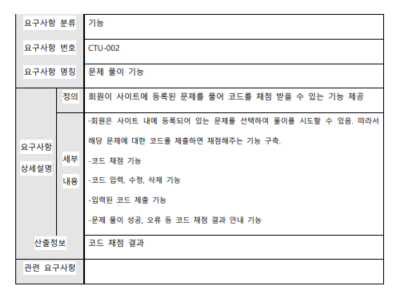 요구사항 분류 기능
요구사항 번호 CTU-002
요구사항 명칭 문제 풀이 기능
정의 회원이 사이트에 등록된 문제를 풀어 코드를 채점 받을 수 있는 기능 제공
요구사항 상세설명
세부 내용
-회원은 사이트 내에 등록되어 있는 문제를 선택하여 풀이를 시도할 수 있음. 따라서
해당 문제에 대한 코드를 제출하면 채점해주는 기능 구축.
-코드 채점 기능
-코드 입력, 수정, 삭제 기능
-입력된 코드 제출 기능
-문제 풀이 성공, 오류 등 코드 채점 결과 안내 기능
산출정보 코드 채점 결과
관련 요구사항